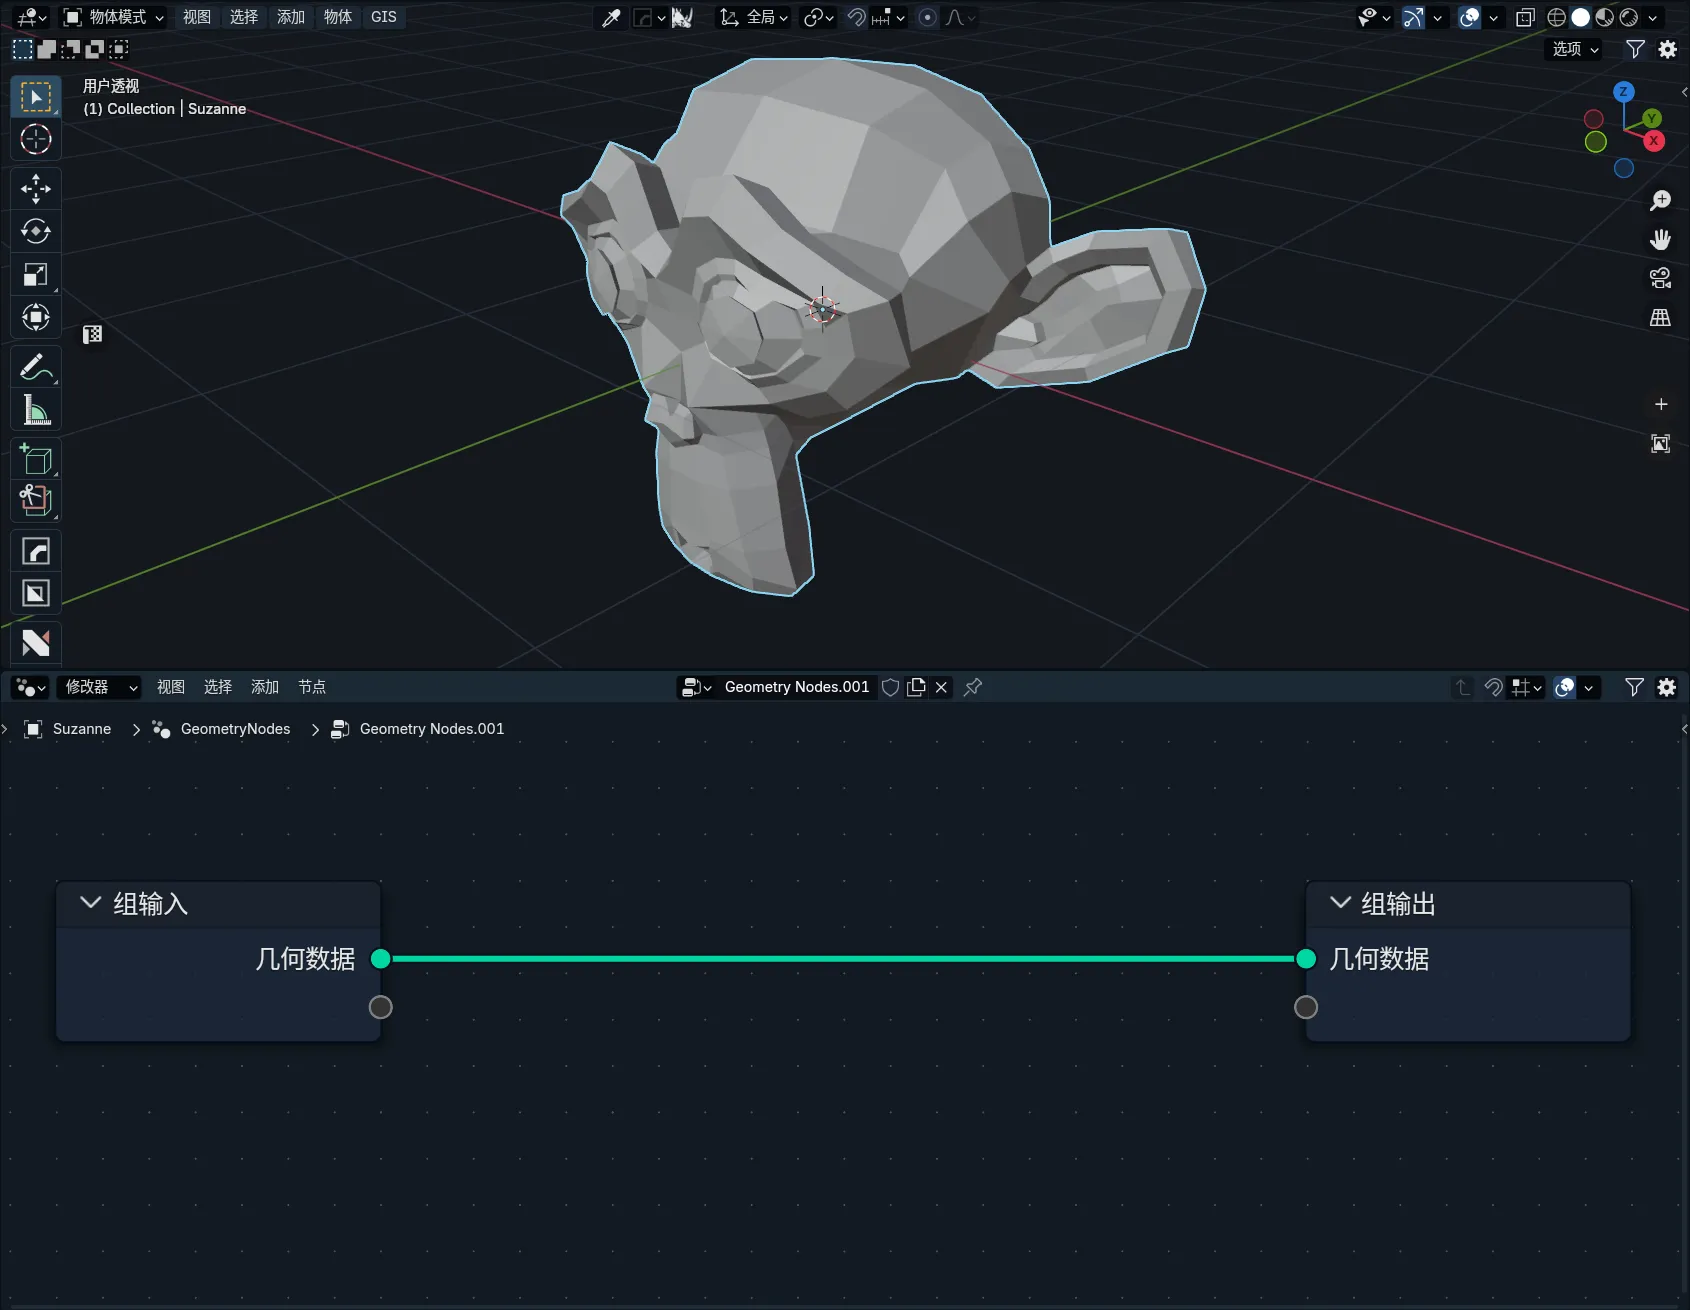 物体模式 视图 选择 添加 物体 GIS 全局
选项
用户透视
(1) Collection | Suzanne
Z
Y
X
修改器 视图 选择 添加 节点 Geometry Nodes.001
Suzanne GeometryNodes Geometry Nodes.001
组输入 组输出
几何数据 几何数据